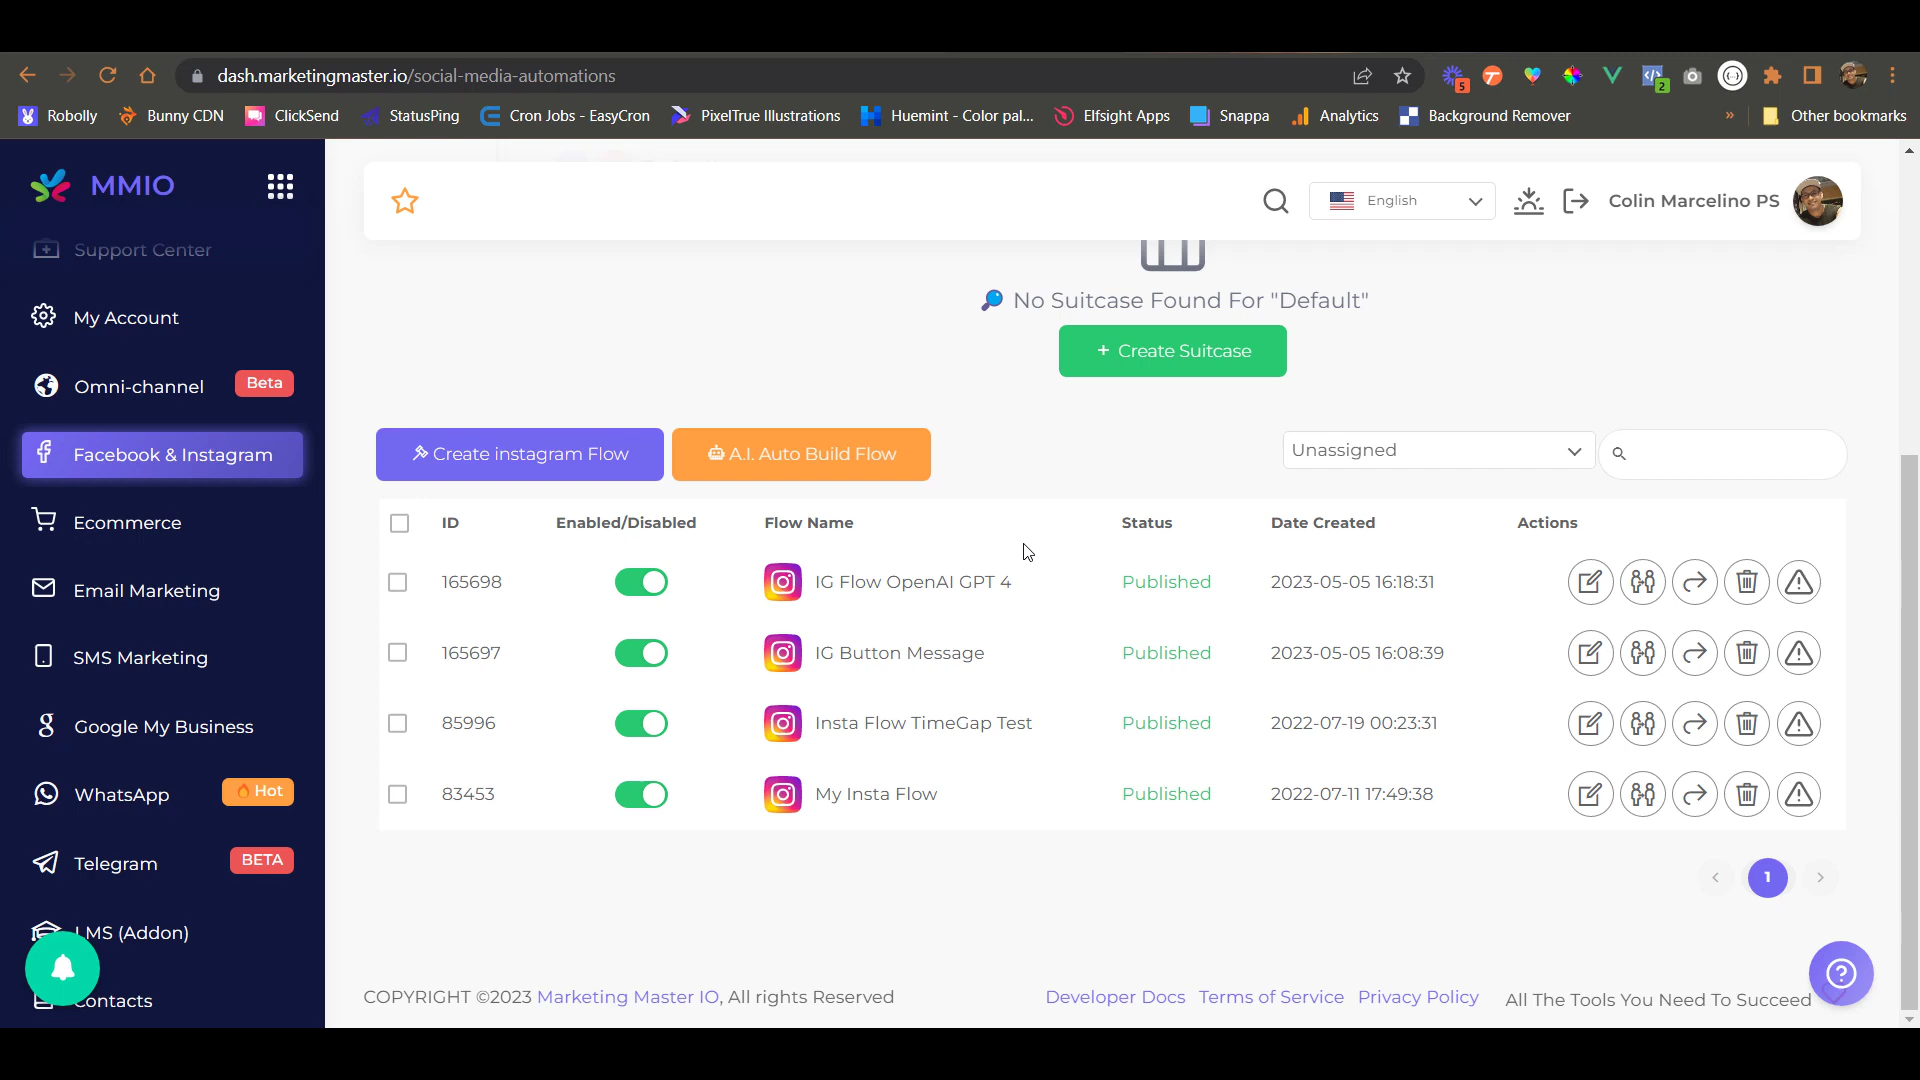 dash.marketingmaster.io/social-media-automations
5
2
Robolly Bunny CDN ClickSend StatusPing Cron Jobs - EasyCron PixelTrue Illustrations Huemint - Color pal... Elfsight Apps Snappa Analytics Background Remover » Other bookmarks
MMIO
English
Colin Marcelino PS
Support Center
My Account
Omni-channel Beta
Facebook & Instagram
Ecommerce
Email Marketing
SMS Marketing
Google My Business
WhatsApp Hot
Telegram BETA
LMS (Addon)
Contacts
No Suitcase Found For "Default"
+ Create Suitcase
Create instagram Flow
A.I. Auto Build Flow
Unassigned
ID Enabled/Disabled Flow Name Status Date Created Actions
165698 IG Flow OpenAI GPT 4 Published 2023-05-05 16:18:31
165697 IG Button Message Published 2023-05-05 16:08:39
85996 Insta Flow TimeGap Test Published 2022-07-19 00:23:31
83453 My Insta Flow Published 2022-07-11 17:49:38
1
COPYRIGHT ©2023 Marketing Master IO, All rights Reserved
Developer Docs Terms of Service Privacy Policy All The Tools You Need To Succeed